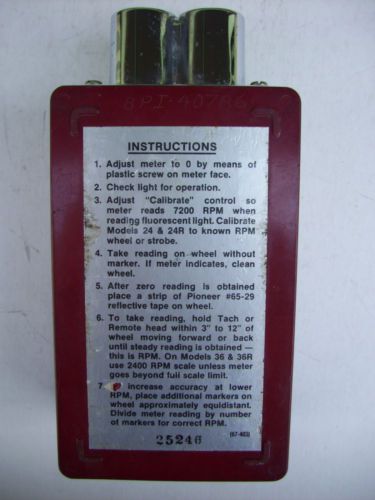 8PI-40786
INSTRUCTIONS
1. Adjust meter to 0 by means of
plastic screw on meter face.
2. Check light for operation.
3. Adjust "Calibrate" control so
meter reads 7200 RPM when
reading fluorescent light. Calibrate
Models 24 & 24R to known RPM
wheel or strobe.
4. Take reading on wheel without
marker. If meter indicates, clean
wheel.
5. After zero reading is obtained
place a strip of Pioneer #65-29
reflective tape on wheel.
6. To take reading, hold Tach or
Remote head within 3" to 12" of
wheel moving forward or back
until steady reading is obtained —
this is RPM. On Models 36 & 36R
use 2400 RPM scale unless meter
goes beyond full scale limit.
7. increase accuracy at lower
RPM, place additional markers on
wheel approximately equidistant.
Divide meter reading by number
of markers for correct RPM.
25246
(67-403)